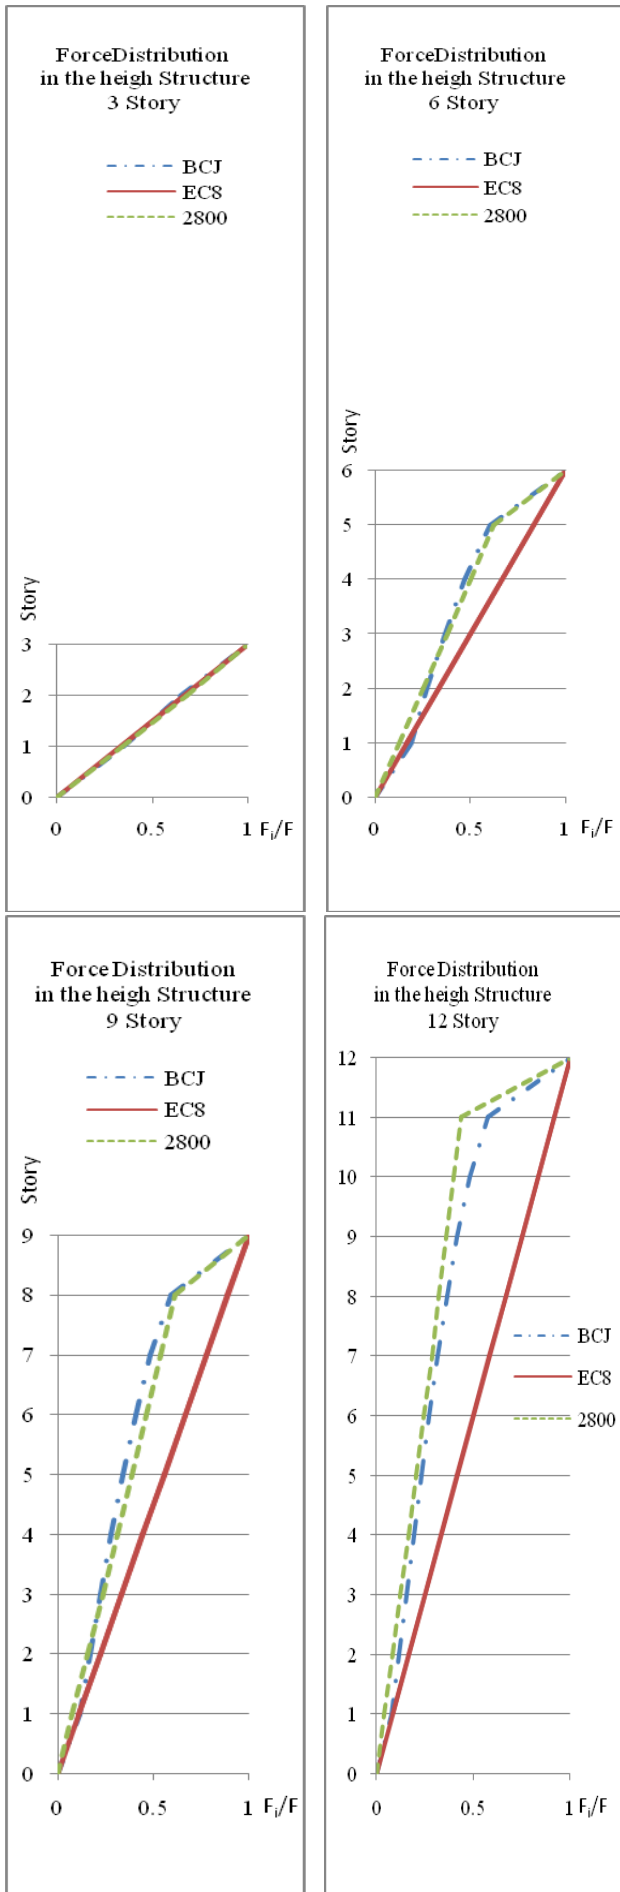 ForceDistribution
in the heigh Structure
3 Story
BCJ
EC8
2800
Story
3
2
1
0
0 0.5 1 Fi/F
ForceDistribution
in the heigh Structure
6 Story
BCJ
EC8
2800
Story
6
5
4
3
2
1
0
0 0.5 1 Fi/F
Force Distribution
in the heigh Structure
9 Story
BCJ
EC8
2800
Story
9
8
7
6
5
4
3
2
1
0
0 0.5 1 Fi/F
Force Distribution
in the heigh Structure
12 Story
12
11
10
9
8
7
6
5
4
3
2
1
0
BCJ
EC8
2800
0 0.5 1 Fi/F